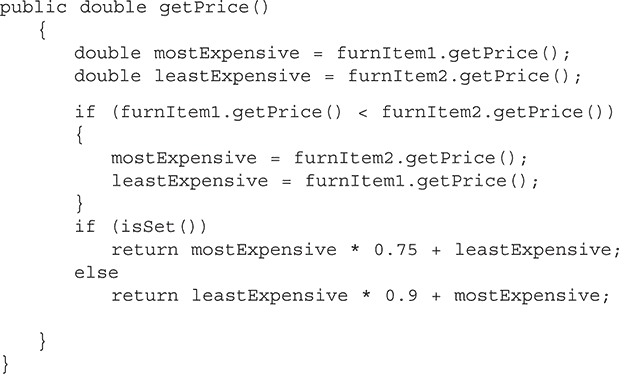 public double getPrice()
{
double mostExpensive = furnItem1.getPrice();
double leastExpensive = furnItem2.getPrice();
if (furnItem1.getPrice() < furnItem2.getPrice())
{
mostExpensive = furnItem2.getPrice();
leastExpensive = furnItem1.getPrice();
}
if (isSet())
return mostExpensive * 0.75 + leastExpensive;
else
return leastExpensive * 0.9 + mostExpensive;
}
}